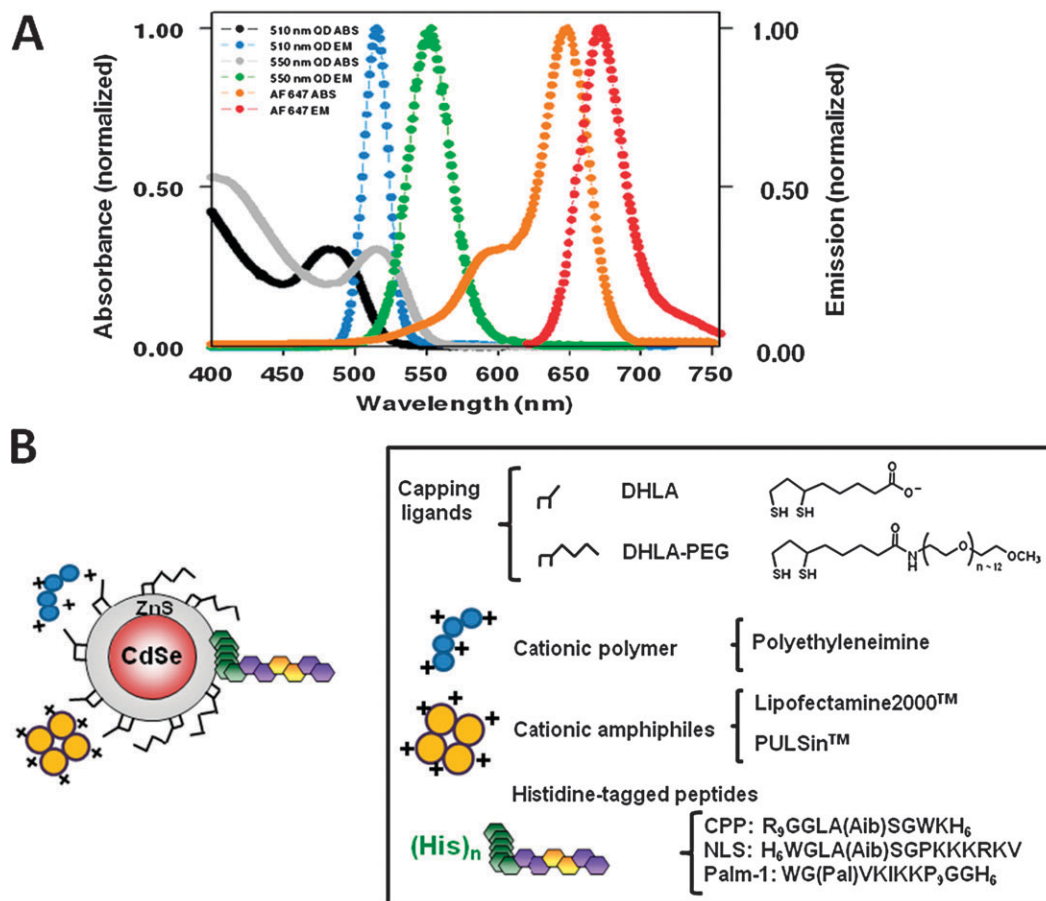 A
510 nm QD ABS
510 nm QD EM
550 nm QD ABS
550 nm QD EM
AF 647 ABS
AF 647 EM
Absorbance (normalized)
1.00
0.50
0.00
Emission (normalized)
1.00
0.50
0.00
400 450 500 550 600 650 700 750
Wavelength (nm)
B
ZnS
CdSe
Capping
ligands
DHLA
O
O−
SH SH
DHLA-PEG
O
N
H
O
n ~ 12
OCH3
SH SH
Cationic polymer
Polyethyleneimine
Cationic amphiphiles
Lipofectamine2000TM
PULSinTM
Histidine-tagged peptides
(His)n
CPP: R9GGLA(Aib)SGWKH6
NLS: H6WGLA(Aib)SGPKKKRKV
Palm-1: WG(Pal)VKIKKP9GGH6